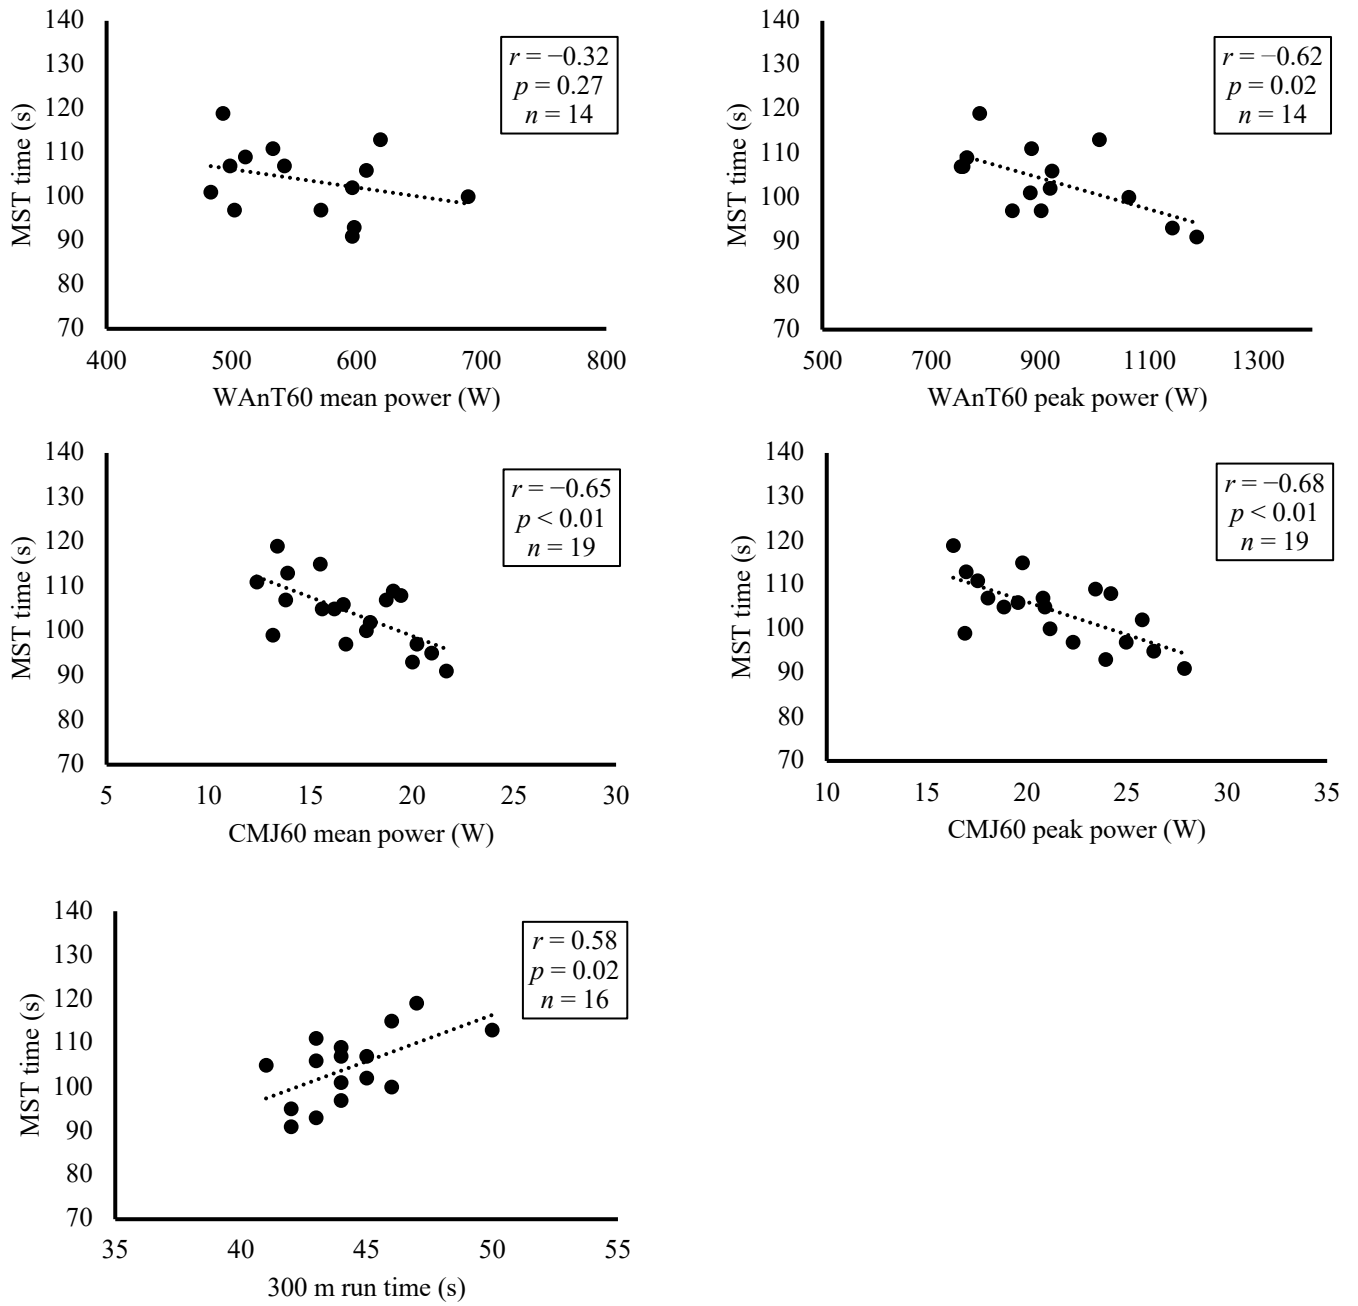 140
130
120
110
100
90
80
70
MST time (s)
400 500 600 700 800
WAnT60 mean power (W)
r = −0.32
p = 0.27
n = 14
140
130
120
110
100
90
80
70
MST time (s)
500 700 900 1100 1300
WAnT60 peak power (W)
r = −0.62
p = 0.02
n = 14
140
130
120
110
100
90
80
70
MST time (s)
5 10 15 20 25 30
CMJ60 mean power (W)
r = −0.65
p < 0.01
n = 19
140
130
120
110
100
90
80
70
MST time (s)
10 15 20 25 30 35
CMJ60 peak power (W)
r = −0.68
p < 0.01
n = 19
140
130
120
110
100
90
80
70
MST time (s)
35 40 45 50 55
300 m run time (s)
r = 0.58
p = 0.02
n = 16